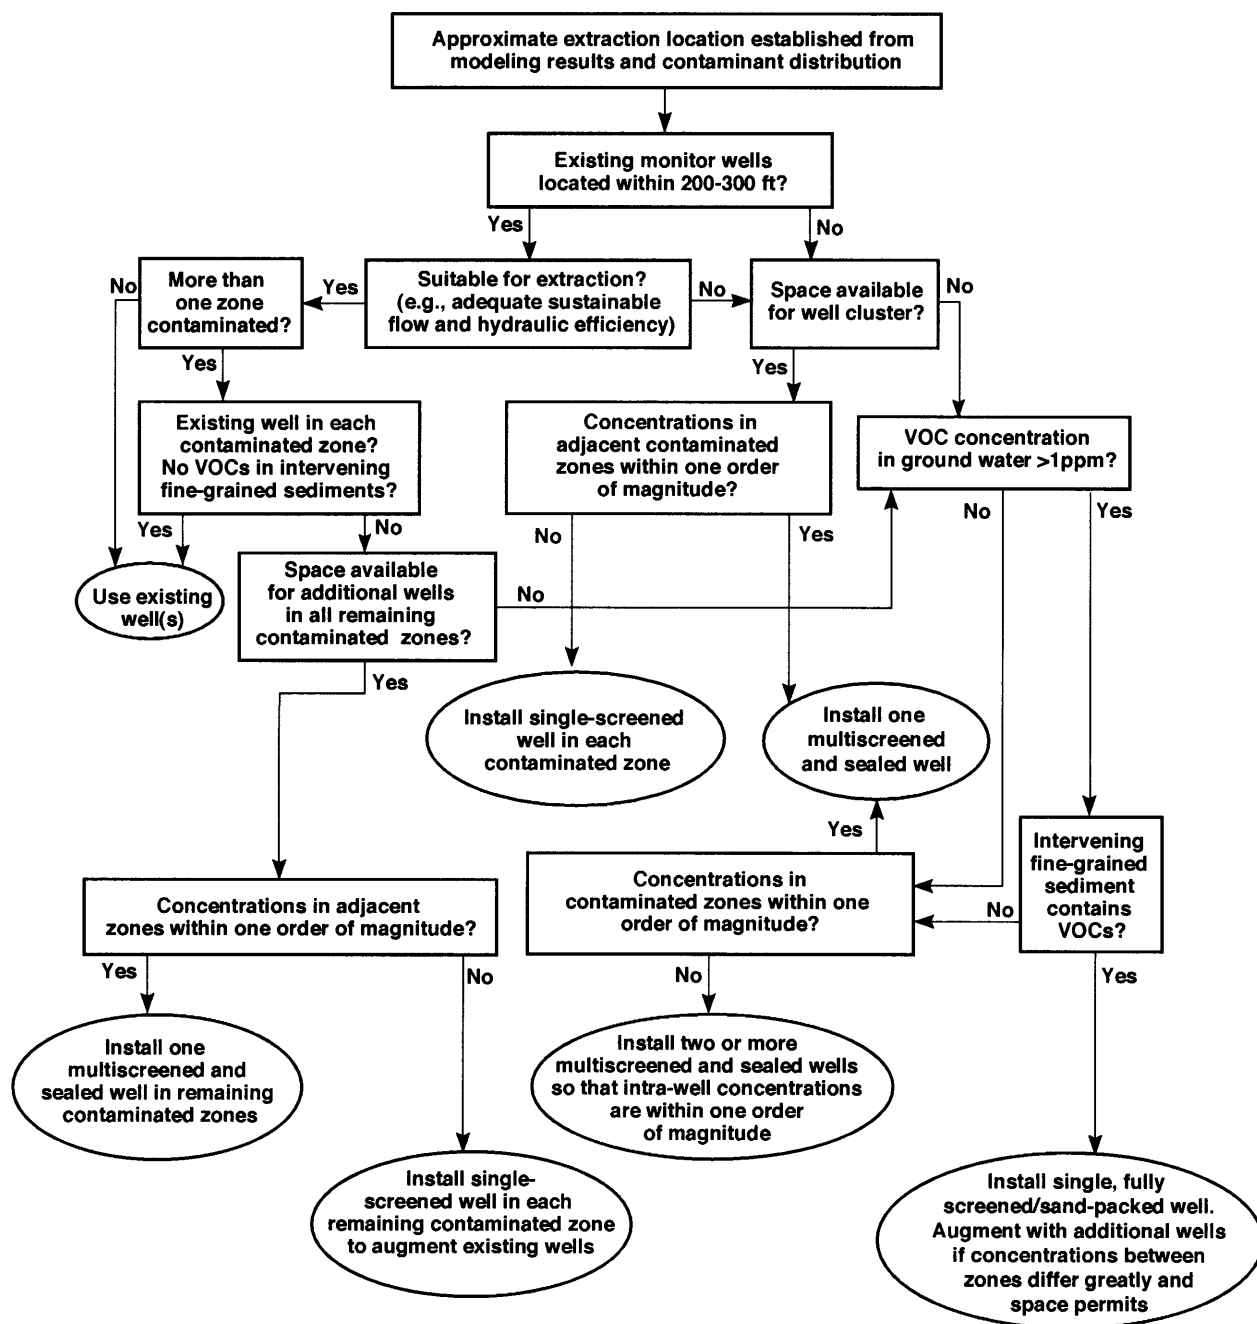 Approximate extraction location established from
modeling results and contaminant distribution
Existing monitor wells
located within 200-300 ft?
Yes
No
More than
one zone
contaminated?
No
Yes
Suitable for extraction?
(e.g., adequate sustainable
flow and hydraulic efficiency)
No
Space available
for well cluster?
No
Yes
Yes
Existing well in each
contaminated zone?
No VOCs in intervening
fine-grained sediments?
Concentrations in
adjacent contaminated
zones within one order
of magnitude?
VOC concentration
in ground water >1ppm?
Yes
No
No
Yes
No
Yes
Use existing
well(s)
Space available
for additional wells
in all remaining
contaminated zones?
No
Yes
Install single-screened
well in each
contaminated zone
Install one
multiscreened
and sealed well
Yes
Intervening
fine-grained
sediment
contains
VOCs?
No
Yes
Concentrations in adjacent
zones within one order of magnitude?
Concentrations in
contaminated zones within one
order of magnitude?
Yes
No
No
Install one
multiscreened and
sealed well in remaining
contaminated zones
Install two or more
multiscreened and sealed wells
so that intra-well concentrations
are within one order
of magnitude
Install single-
screened well in each
remaining contaminated zone
to augment existing wells
Install single, fully
screened/sand-packed well.
Augment with additional wells
if concentrations between
zones differ greatly and
space permits